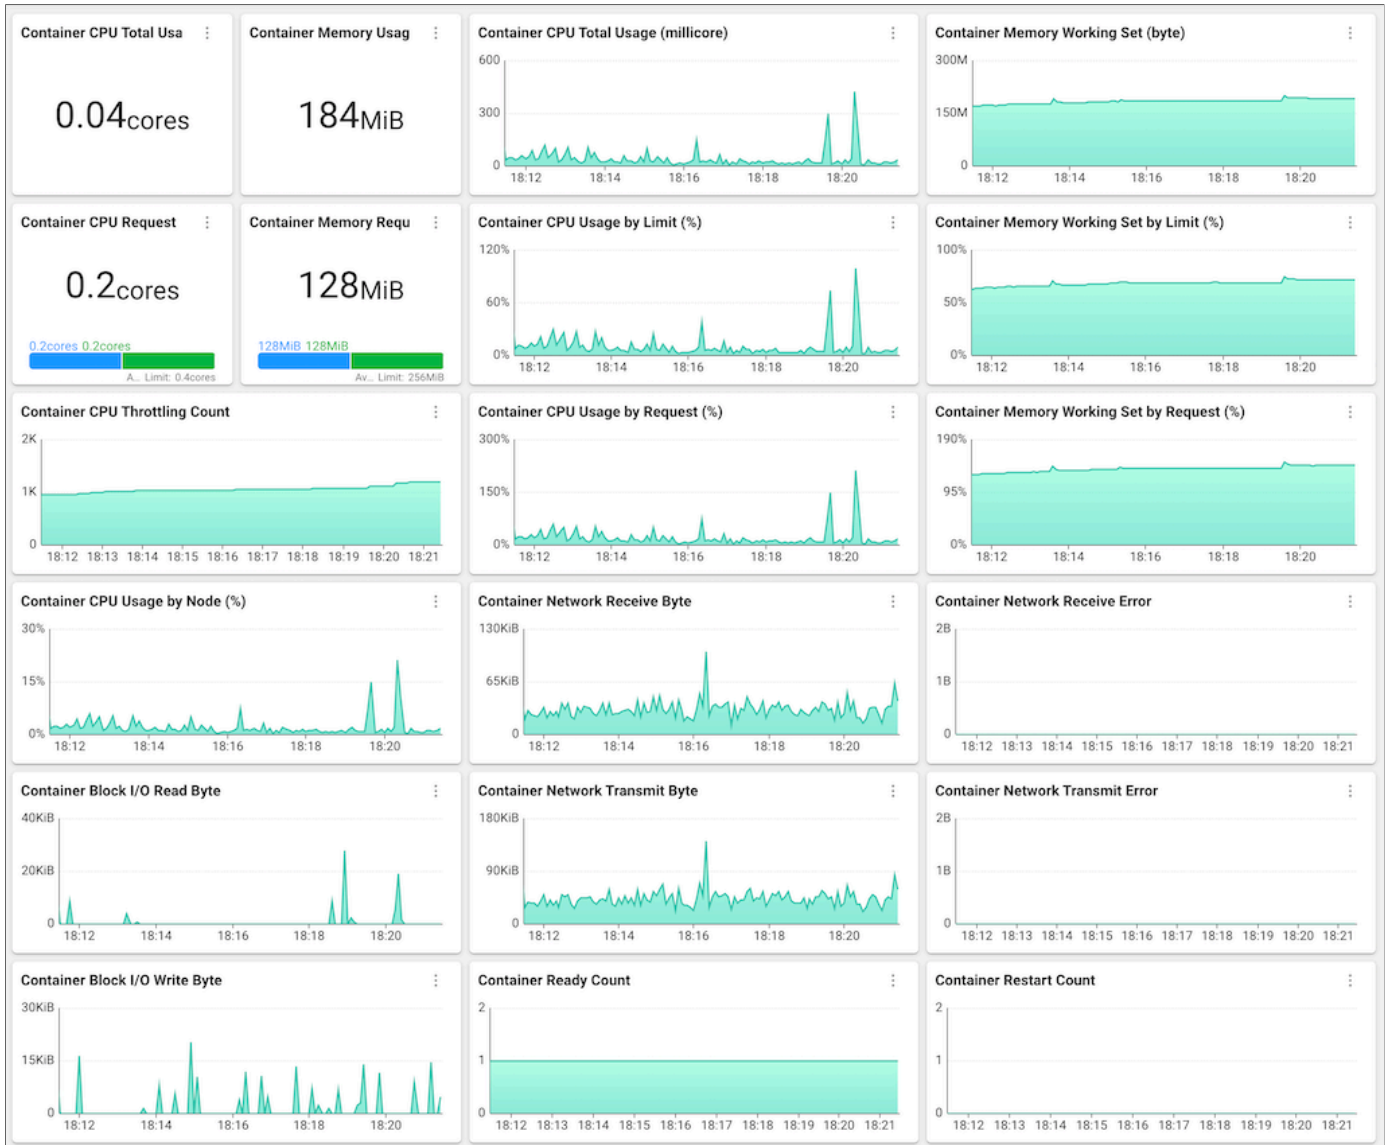 Container CPU Total Usa
0.04cores
Container Memory Usag
184MiB
Container CPU Total Usage (millicore)
600
300
0
18:12 18:14 18:16 18:18 18:20
Container Memory Working Set (byte)
300M
150M
0
18:12 18:14 18:16 18:18 18:20
Container CPU Request
0.2cores
0.2cores 0.2cores
A... Limit: 0.4cores
Container Memory Requ
128MiB
128MiB 128MiB
Av... Limit: 256MiB
Container CPU Usage by Limit (%)
120%
60%
0%
18:12 18:14 18:16 18:18 18:20
Container Memory Working Set by Limit (%)
100%
50%
0%
18:12 18:14 18:16 18:18 18:20
Container CPU Throttling Count
2K
1K
0
18:12 18:13 18:14 18:15 18:16 18:17 18:18 18:19 18:20 18:21
Container CPU Usage by Request (%)
300%
150%
0%
18:12 18:14 18:16 18:18 18:20
Container Memory Working Set by Request (%)
190%
95%
0%
18:12 18:14 18:16 18:18 18:20
Container CPU Usage by Node (%)
30%
15%
0%
18:12 18:14 18:16 18:18 18:20
Container Network Receive Byte
130KiB
65KiB
0
18:12 18:14 18:16 18:18 18:20
Container Network Receive Error
2B
1B
0
18:12 18:13 18:14 18:15 18:16 18:17 18:18 18:19 18:20 18:21
Container Block I/O Read Byte
40KiB
20KiB
0
18:12 18:14 18:16 18:18 18:20
Container Network Transmit Byte
180KiB
90KiB
0
18:12 18:14 18:16 18:18 18:20
Container Network Transmit Error
2B
1B
0
18:12 18:13 18:14 18:15 18:16 18:17 18:18 18:19 18:20 18:21
Container Block I/O Write Byte
30KiB
15KiB
0
18:12 18:14 18:16 18:18 18:20
Container Ready Count
2
1
0
18:12 18:13 18:14 18:15 18:16 18:17 18:18 18:19 18:20 18:21
Container Restart Count
2
1
0
18:12 18:13 18:14 18:15 18:16 18:17 18:18 18:19 18:20 18:21